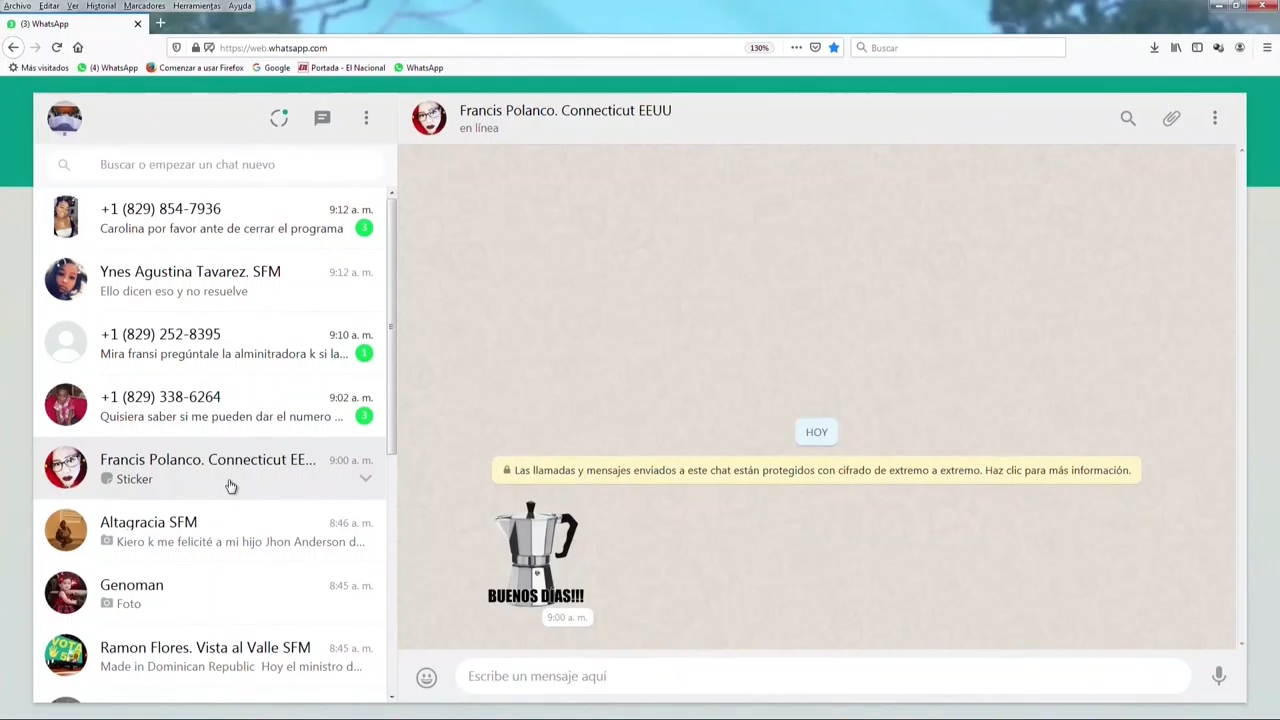 Archivo Editar Ver Historial Marcadores Herramientas Ayuda
(3) WhatsApp
https://web.whatsapp.com
130%
Buscar
Más visitados (4) WhatsApp Comenzar a usar Firefox Google Portada - El Nacional WhatsApp
Francis Polanco. Connecticut EEUU
en línea
Buscar o empezar un chat nuevo
+1 (829) 854-7936 9:12 a. m.
Carolina por favor ante de cerrar el programa 3
Ynes Agustina Tavarez. SFM 9:12 a. m.
Ello dicen eso y no resuelve
+1 (829) 252-8395 9:10 a. m.
Mira fransi pregúntale la alminitradora k si la... 1
+1 (829) 338-6264 9:02 a. m.
Quisiera saber si me pueden dar el numero ... 3
Francis Polanco. Connecticut EE... 9:00 a. m.
Sticker
Altagracia SFM 8:46 a. m.
Kiero k me felicité a mi hijo Jhon Anderson d...
Genoman 8:45 a. m.
Foto
Ramon Flores. Vista al Valle SFM 8:45 a. m.
Made in Dominican Republic Hoy el ministro d...
HOY
Las llamadas y mensajes enviados a este chat están protegidos con cifrado de extremo a extremo. Haz clic para más información.
BUENOS DÍAS!!!
9:00 a. m.
Escribe un mensaje aquí